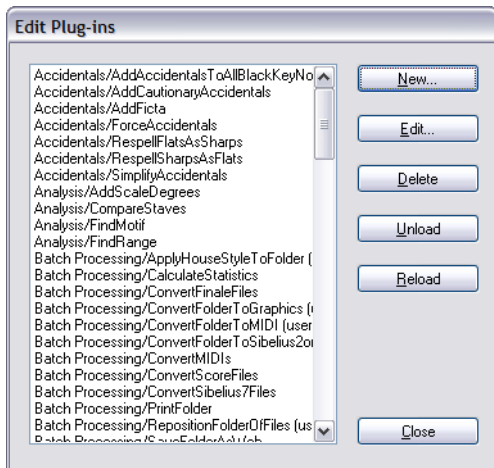 Edit Plug-ins
Accidentals/AddAccidentalsToAllBlackKeyNo
Accidentals/AddCautionaryAccidentals
Accidentals/AddFicta
Accidentals/ForceAccidentals
Accidentals/RespellFlatsAsSharps
Accidentals/RespellSharpsAsFlats
Accidentals/SimplifyAccidentals
Analysis/AddScaleDegrees
Analysis/CompareStaves
Analysis/FindMotif
Analysis/FindRange
Batch Processing/ApplyHouseStyleToFolder (
Batch Processing/CalculateStatistics
Batch Processing/ConvertFinaleFiles
Batch Processing/ConvertFolderToGraphics (u
Batch Processing/ConvertFolderToMIDI (user
Batch Processing/ConvertFolderToSibelius2or
Batch Processing/ConvertMIDIs
Batch Processing/ConvertScoreFiles
Batch Processing/ConvertSibelius7Files
Batch Processing/PrintFolder
Batch Processing/RepositionFolderOfFiles (us
Batch Processing/
New...
Edit...
Delete
Unload
Reload
Close